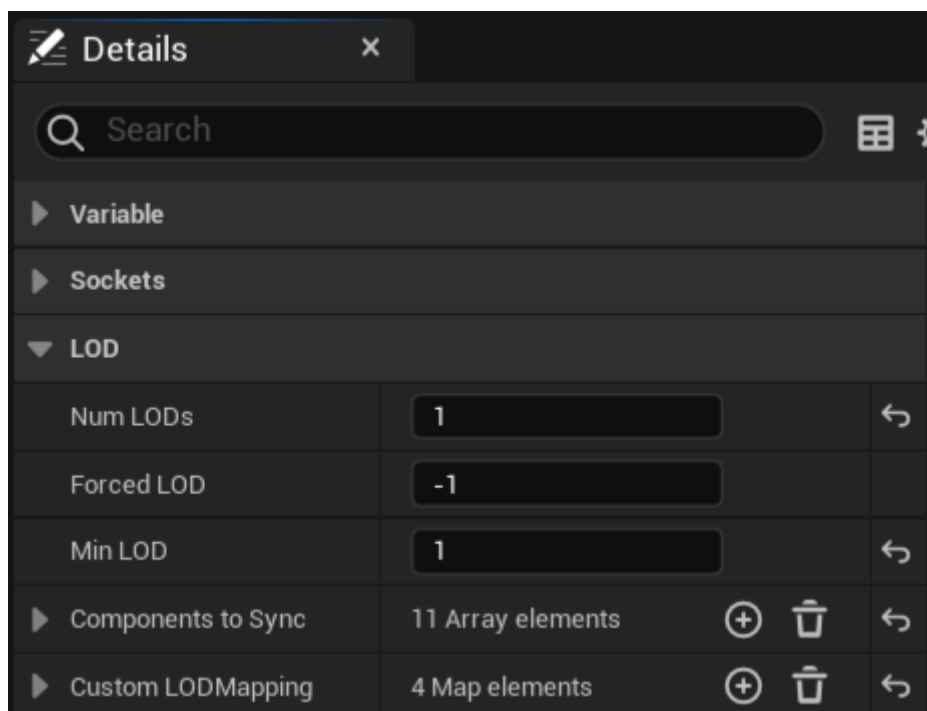 Details
Search
Variable
Sockets
LOD
Num LODs 1
Forced LOD -1
Min LOD 1
Components to Sync 11 Array elements
Custom LODMapping 4 Map elements